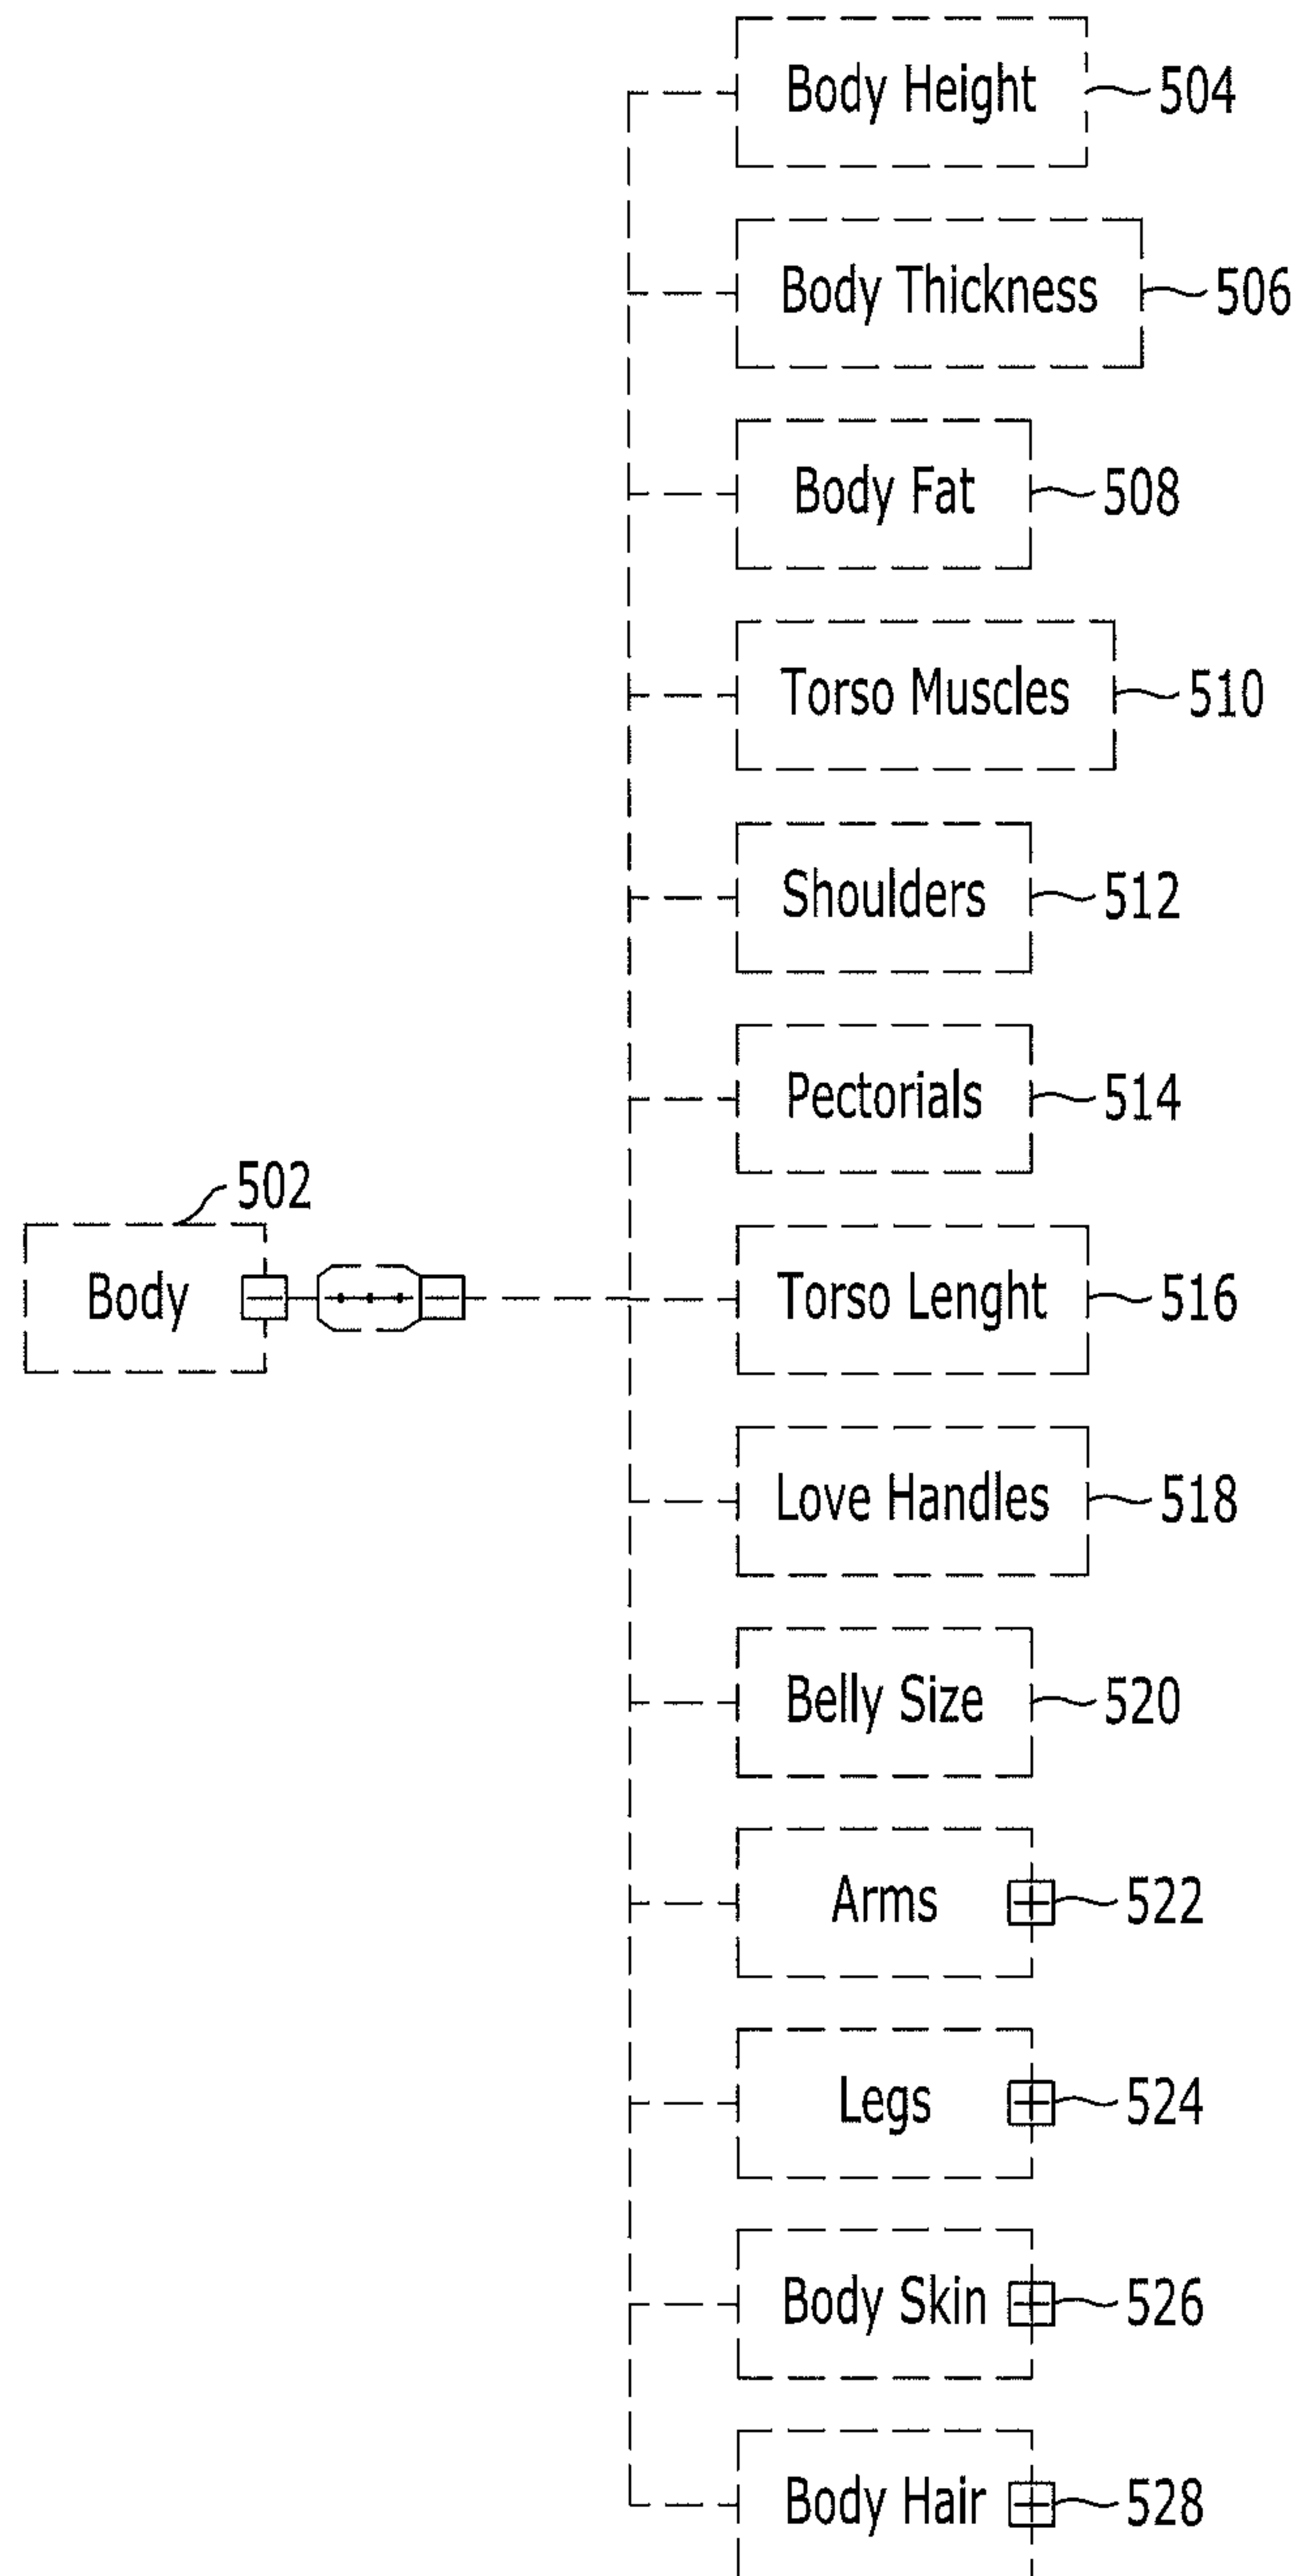 Body Height 504
Body Thickness 506
Body Fat 508
Torso Muscles 510
Shoulders 512
Pectorials 514
502
Body
Torso Lenght 516
Love Handles 518
Belly Size 520
Arms 522
Legs 524
Body Skin 526
Body Hair 528